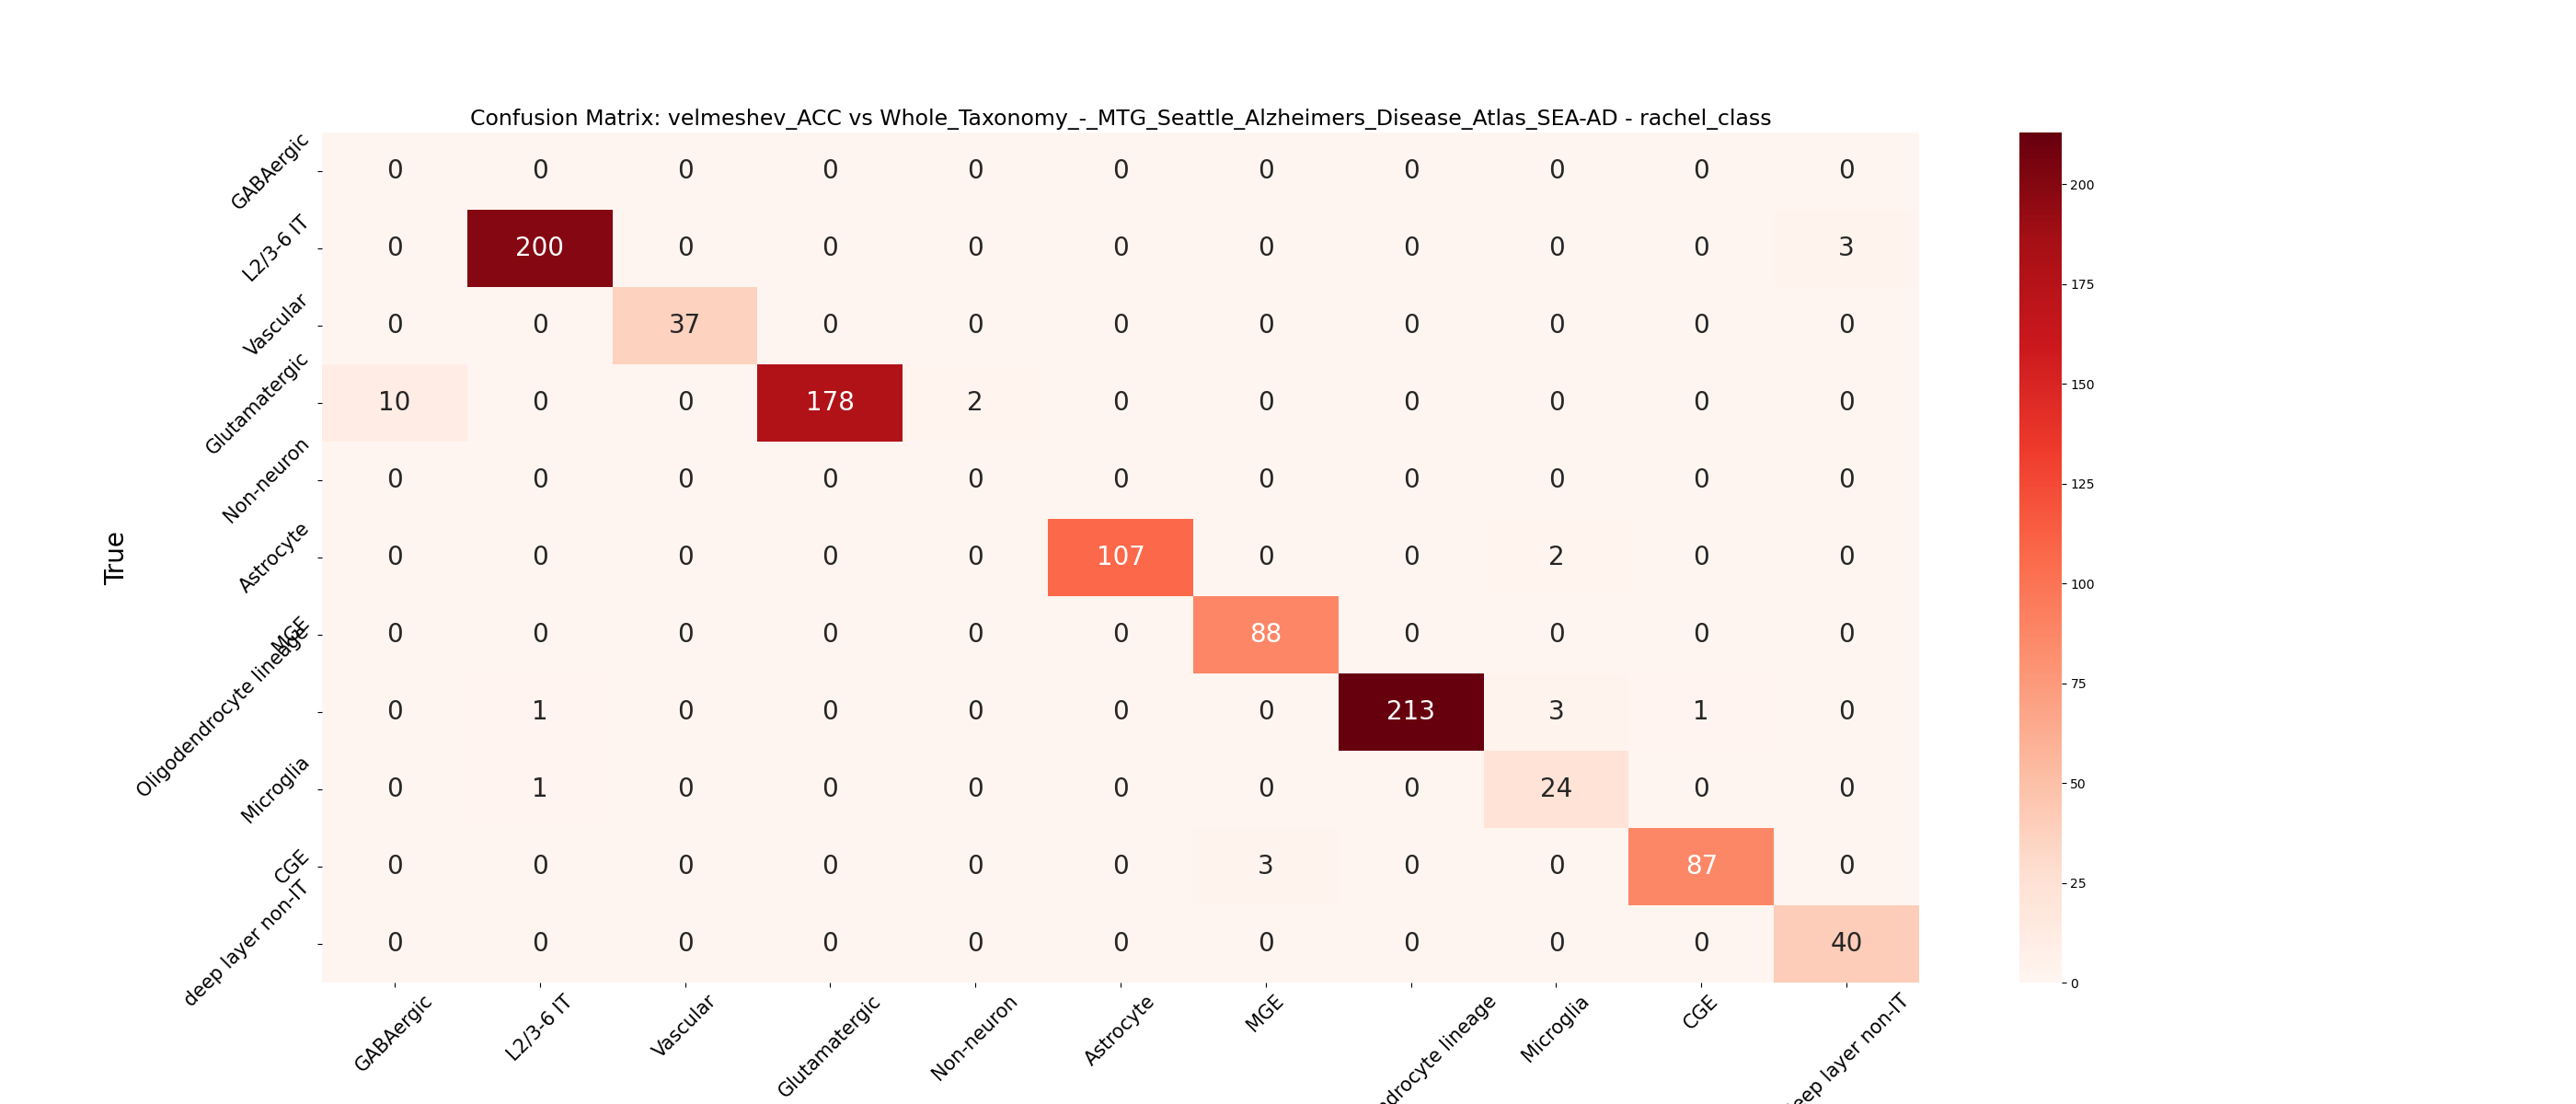 Confusion Matrix: velmeshev_ACC vs Whole_Taxonomy_-_MTG_Seattle_Alzheimers_Disease_Atlas_SEA-AD - rachel_class
True
GABAergic 0 0 0 0 0 0 0 0 0 0 0
L2/3-6 IT 0 200 0 0 0 0 0 0 0 0 3
Vascular 0 0 37 0 0 0 0 0 0 0 0
Glutamatergic 10 0 0 178 2 0 0 0 0 0 0
Non-neuron 0 0 0 0 0 0 0 0 0 0 0
Astrocyte 0 0 0 0 0 107 0 0 2 0 0
MGE 0 0 0 0 0 0 88 0 0 0 0
Oligodendrocyte lineage 0 1 0 0 0 0 0 213 3 1 0
Microglia 0 1 0 0 0 0 0 0 24 0 0
CGE 0 0 0 0 0 0 3 0 0 87 0
deep layer non-IT 0 0 0 0 0 0 0 0 0 0 40
GABAergic L2/3-6 IT Vascular Glutamatergic Non-neuron Astrocyte MGE lineage Microglia CGE layer non-IT
200
175
150
125
100
75
50
25
0